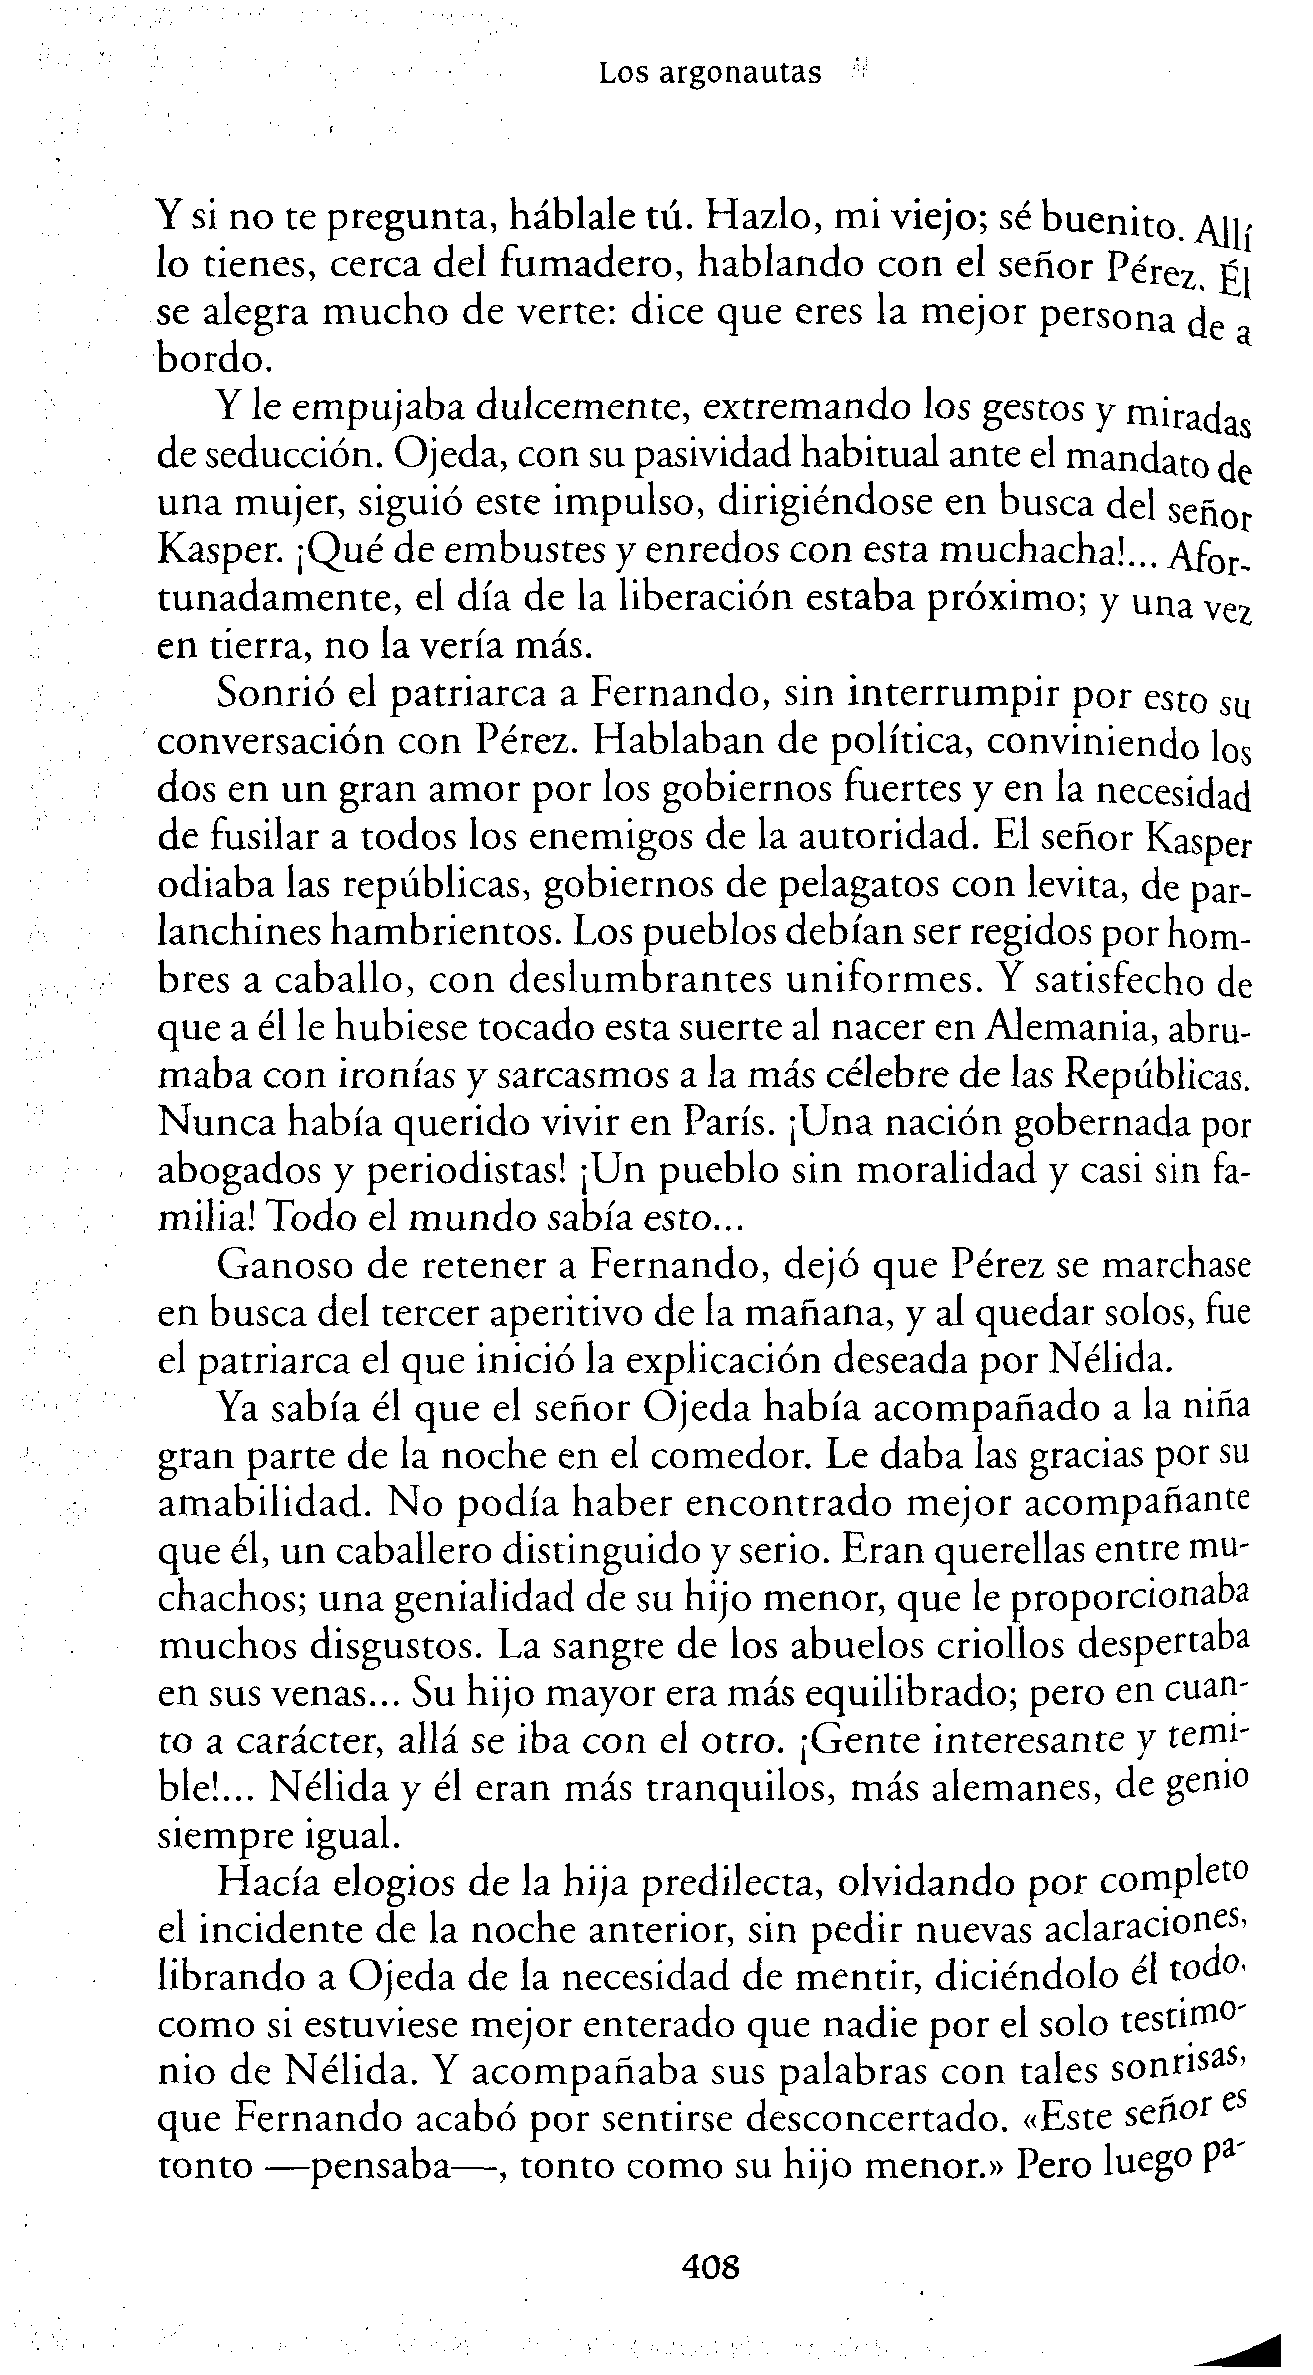 Los argonautas
Y si no te pregunta, háblale tú. Hazlo, mi viejo; sé buenito. Allí
lo tienes, cerca del fumadero, hablando con el señor Pérez. Él
se alegra mucho de verte: dice que eres la mejor persona de a
bordo.
Y le empujaba dulcemente, extremando los gestos y miradas
de seducción. Ojeda, con su pasividad habitual ante el mandato de
una mujer, siguió este impulso, dirigiéndose en busca del señor
Kasper. ¡Qué de embustes y enredos con esta muchacha!... Afor-
tunadamente, el día de la liberación estaba próximo; y una vez
en tierra, no la vería más.
Sonrió el patriarca a Fernando, sin interrumpir por esto su
conversación con Pérez. Hablaban de política, conviniendo los
dos en un gran amor por los gobiernos fuertes y en la necesidad
de fusilar a todos los enemigos de la autoridad. El señor Kasper
odiaba las repúblicas, gobiernos de pelagatos con levita, de par-
lanchines hambrientos. Los pueblos debían ser regidos por hom-
bres a caballo, con deslumbrantes uniformes. Y satisfecho de
que a él le hubiese tocado esta suerte al nacer en Alemania, abru-
maba con ironías y sarcasmos a la más célebre de las Repúblicas.
Nunca había querido vivir en París. ¡Una nación gobernada por
abogados y periodistas! ¡Un pueblo sin moralidad y casi sin fa-
milia! Todo el mundo sabía esto...
Ganoso de retener a Fernando, dejó que Pérez se marchase
en busca del tercer aperitivo de la mañana, y al quedar solos, fue
el patriarca el que inició la explicación deseada por Nélida.
Ya sabía él que el señor Ojeda había acompañado a la niña
gran parte de la noche en el comedor. Le daba las gracias por su
amabilidad. No podía haber encontrado mejor acompañante
que él, un caballero distinguido y serio. Eran querellas entre mu-
chachos; una genialidad de su hijo menor, que le proporcionaba
muchos disgustos. La sangre de los abuelos criollos despertaba
en sus venas... Su hijo mayor era más equilibrado; pero en cuan-
to a carácter, allá se iba con el otro. ¡Gente interesante y temi-
ble!... Nélida y él eran más tranquilos, más alemanes, de genio
siempre igual.
Hacía elogios de la hija predilecta, olvidando por completo
el incidente de la noche anterior, sin pedir nuevas aclaraciones,
librando a Ojeda de la necesidad de mentir, diciéndolo él todo,
como si estuviese mejor enterado que nadie por el solo testimo-
nio de Nélida. Y acompañaba sus palabras con tales sonrisas,
que Fernando acabó por sentirse desconcertado. «Este señor es
tonto —pensaba—, tonto como su hijo menor.» Pero luego pa-
408